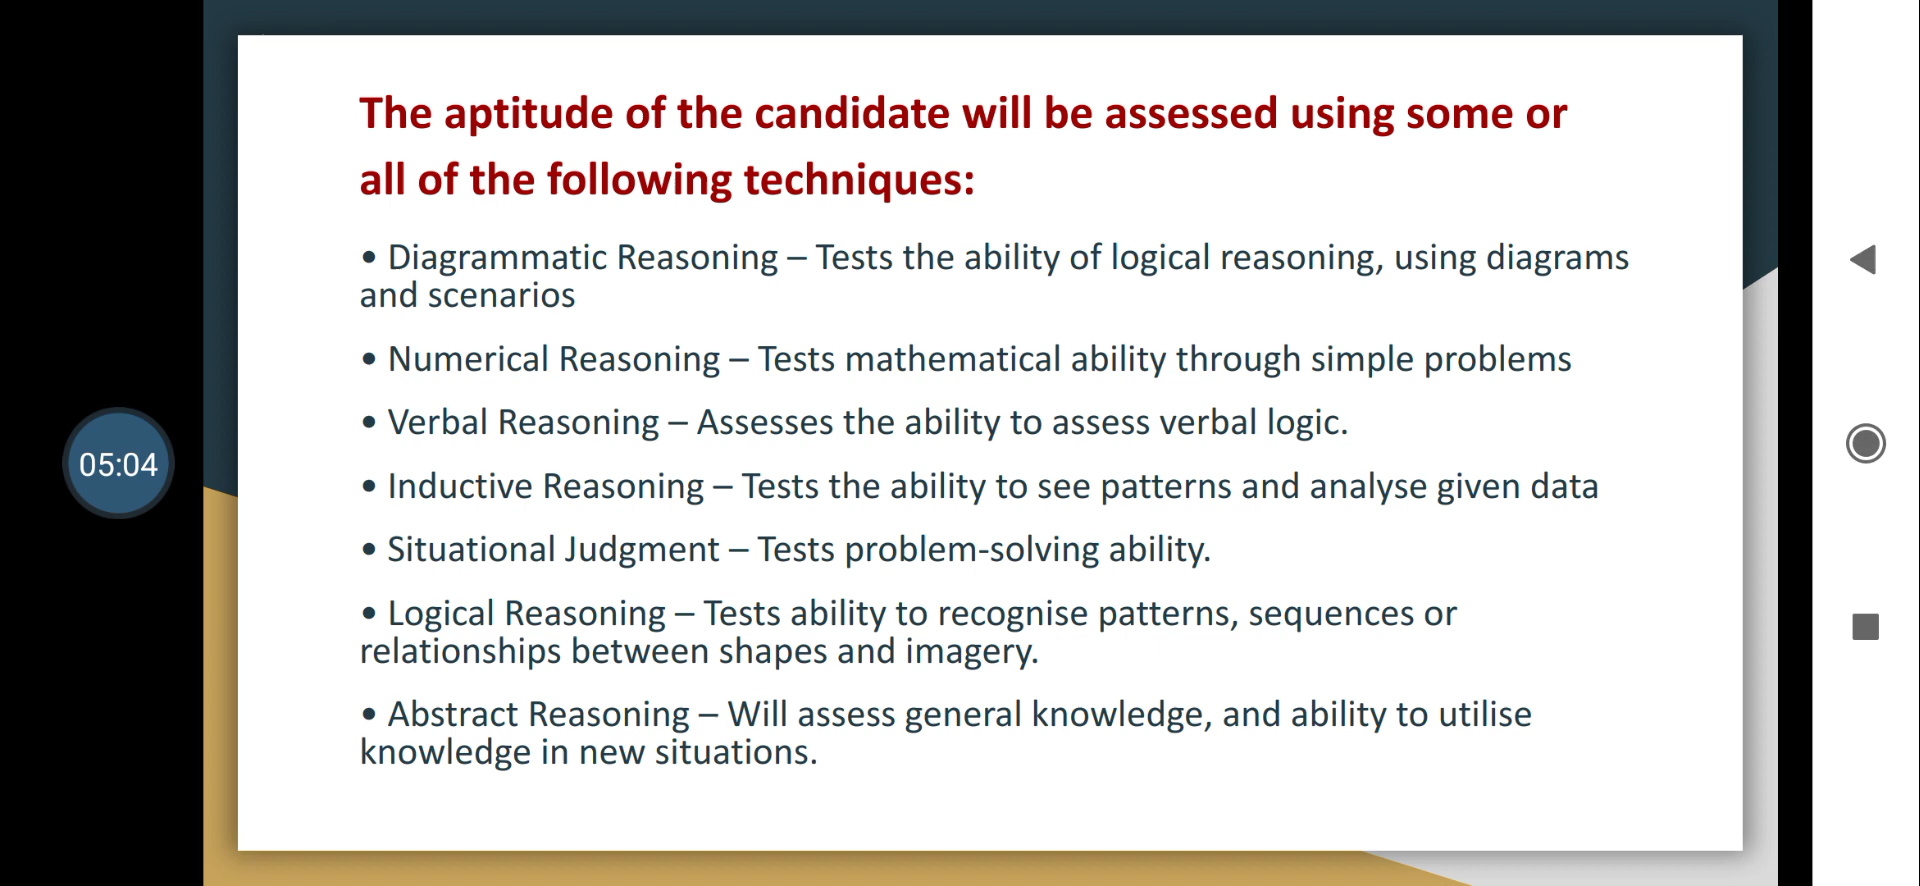 The aptitude of the candidate will be assessed using some or
all of the following techniques:
• Diagrammatic Reasoning – Tests the ability of logical reasoning, using diagrams
and scenarios
• Numerical Reasoning – Tests mathematical ability through simple problems
• Verbal Reasoning – Assesses the ability to assess verbal logic.
• Inductive Reasoning – Tests the ability to see patterns and analyse given data
• Situational Judgment – Tests problem-solving ability.
• Logical Reasoning – Tests ability to recognise patterns, sequences or
relationships between shapes and imagery.
• Abstract Reasoning – Will assess general knowledge, and ability to utilise
knowledge in new situations.
05:04